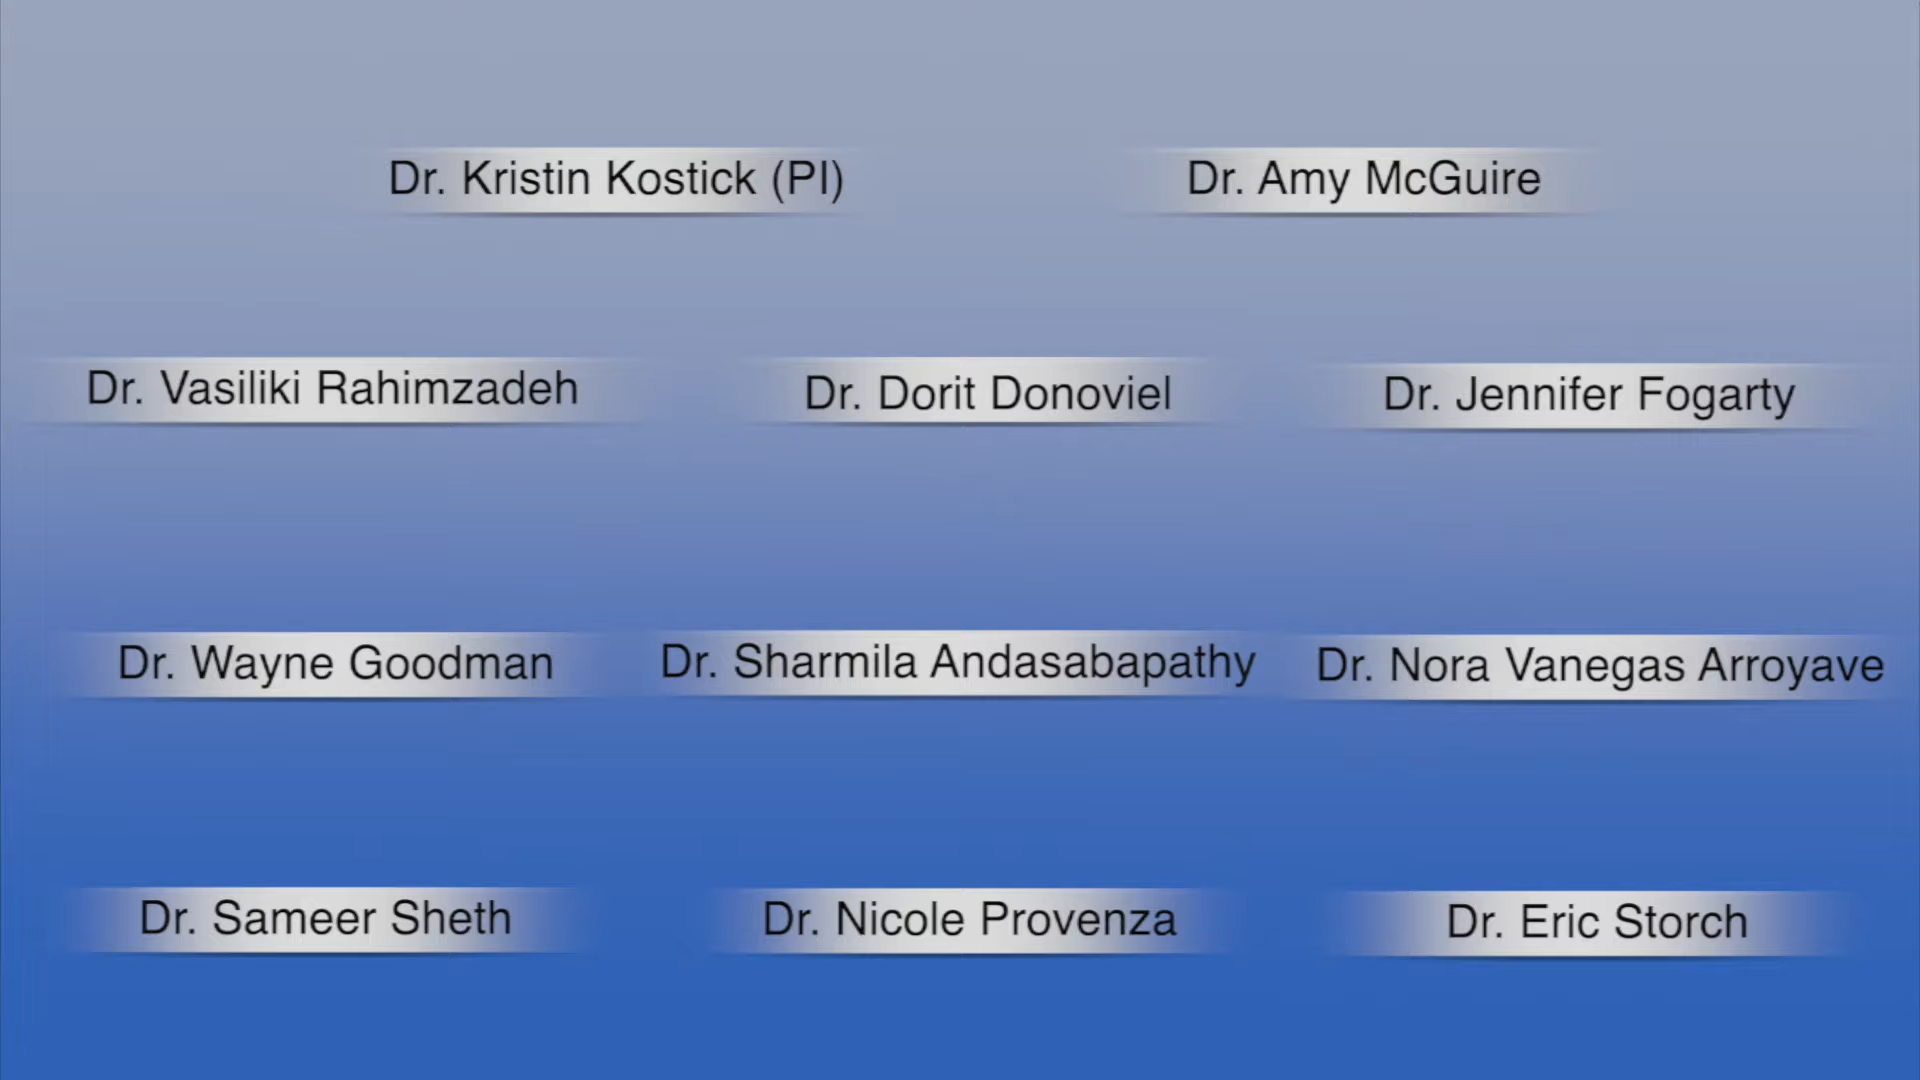 Dr. Kristin Kostick (PI)
Dr. Amy McGuire
Dr. Vasiliki Rahimzadeh
Dr. Dorit Donoviel
Dr. Jennifer Fogarty
Dr. Wayne Goodman
Dr. Sharmila Andasabapathy
Dr. Nora Vanegas Arroyave
Dr. Sameer Sheth
Dr. Nicole Provenza
Dr. Eric Storch